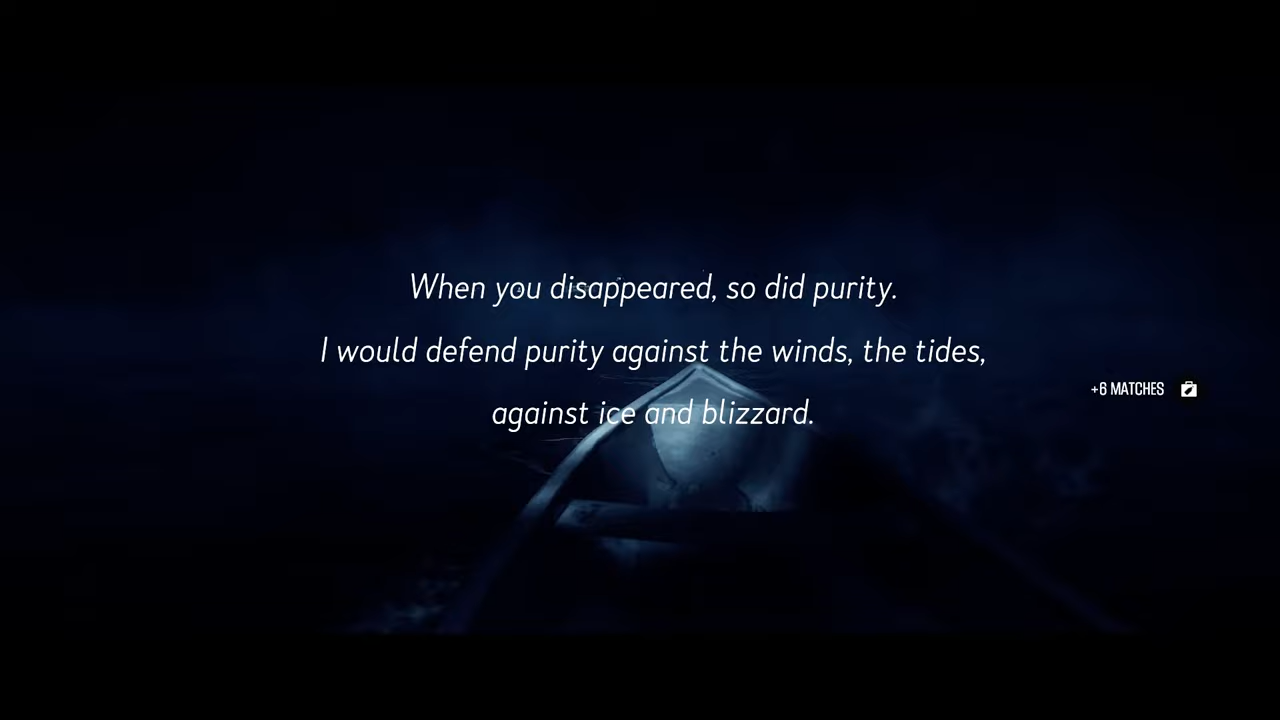 When you disappeared, so did purity.
I would defend purity against the winds, the tides,
+6 MATCHES
against ice and blizzard.